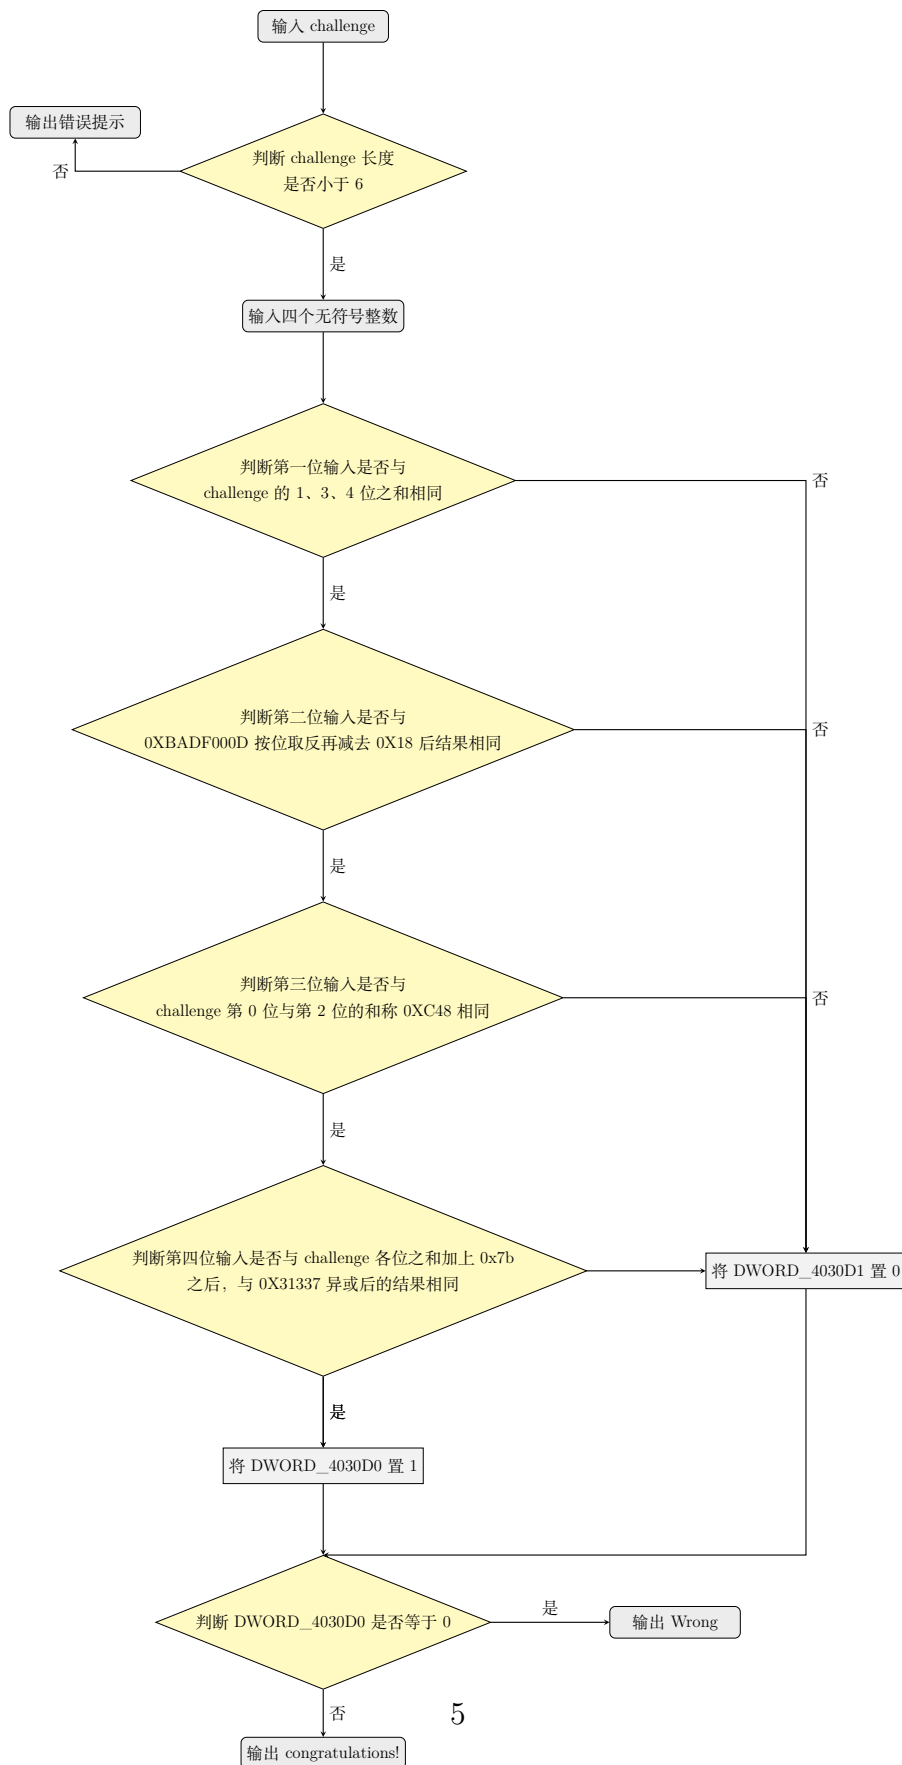 输入 challenge
输出错误提示
判断 challenge 长度
是否小于 6
否
是
输入四个无符号整数
判断第一位输入是否与
challenge 的 1、3、4 位之和相同
否
是
判断第二位输入是否与
0XBADF000D 按位取反再减去 0X18 后结果相同
否
是
判断第三位输入是否与
challenge 第 0 位与第 2 位的和称 0XC48 相同
否
是
判断第四位输入是否与 challenge 各位之和加上 0x7b
之后，与 0X31337 异或后的结果相同
将 DWORD_4030D1 置 0
是
将 DWORD_4030D0 置 1
判断 DWORD_4030D0 是否等于 0
是
输出 Wrong
否
5
输出 congratulations!